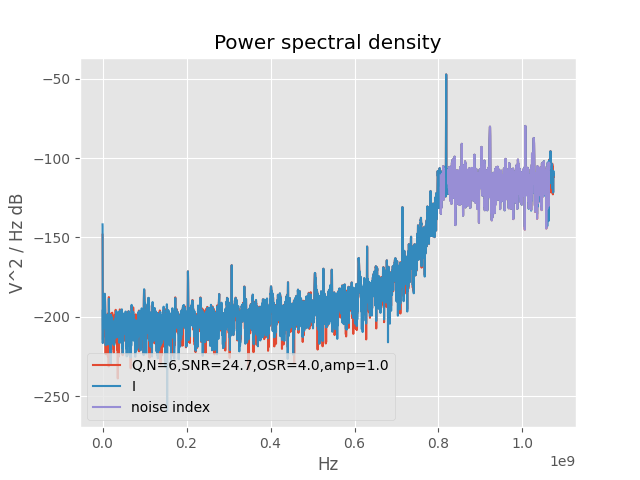 Power spectral density
V^2 / Hz dB
−50
−100
−150
−200
−250
Q,N=6,SNR=24.7,OSR=4.0,amp=1.0
I
noise index
0.0 0.2 0.4 0.6 0.8 1.0
1e9
Hz